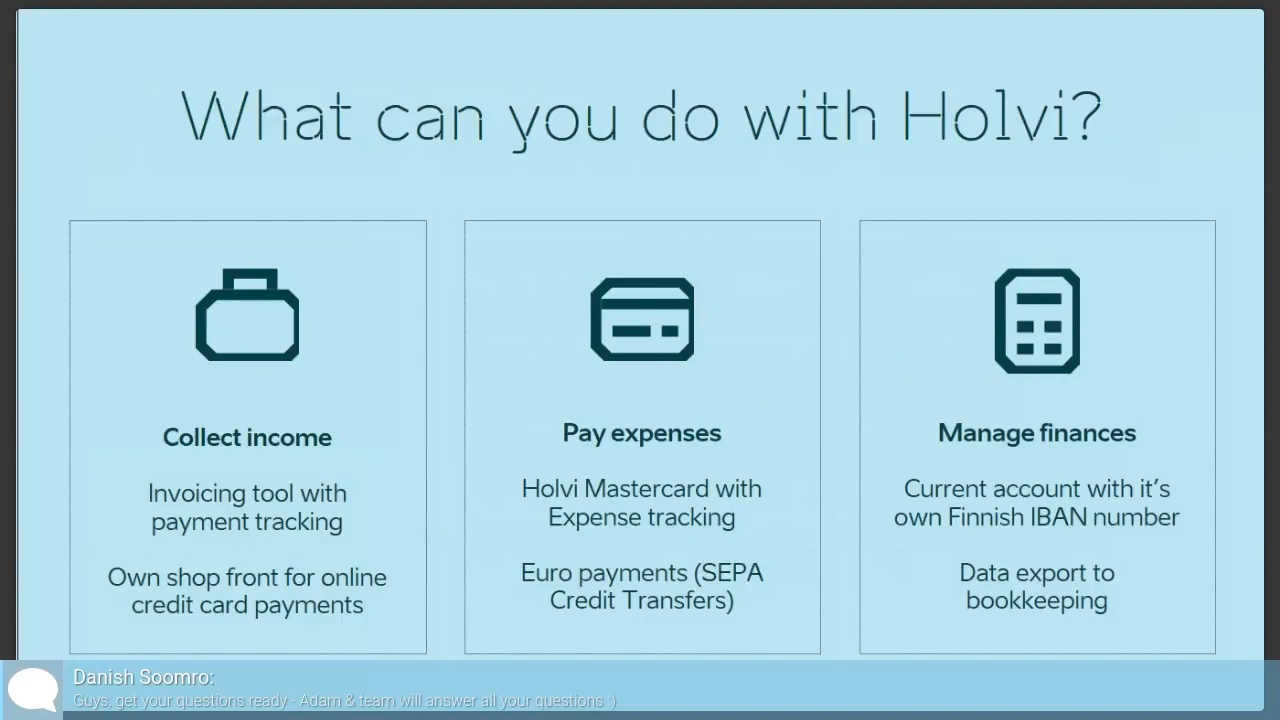 What can you do with Holvi?
Collect income
Invoicing tool with
payment tracking
Own shop front for online
credit card payments
Pay expenses
Holvi Mastercard with
Expense tracking
Euro payments (SEPA
Credit Transfers)
Manage finances
Current account with it’s
own Finnish IBAN number
Data export to
bookkeeping
Danish Soomro:
Guys, get your questions ready - Adam & team will answer all your questions :)